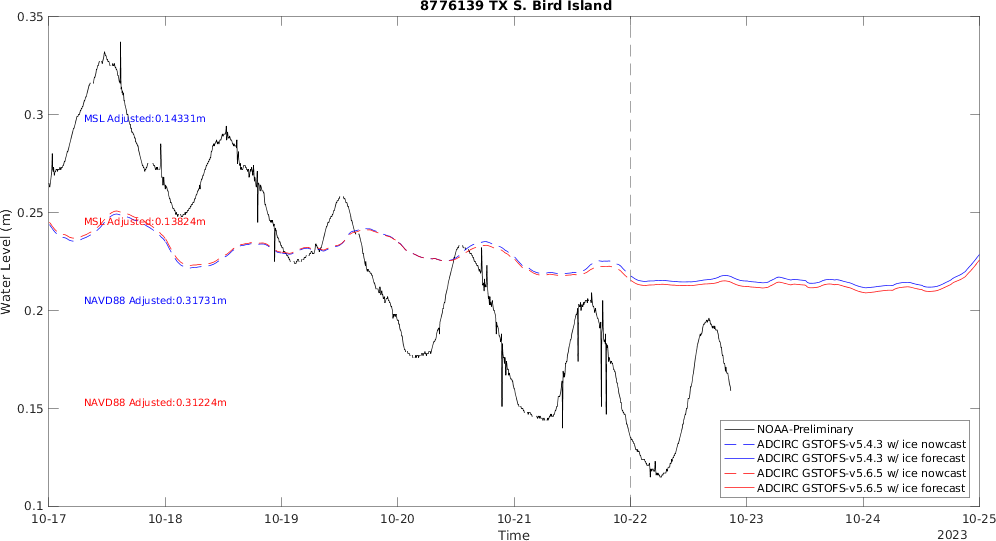 8776139 TX S. Bird Island
0.35
0.3
0.25
0.2
0.15
0.1
Water Level (m)
MSL Adjusted:0.14331m
MSL Adjusted:0.13824m
NAVD88 Adjusted:0.31731m
NAVD88 Adjusted:0.31224m
NOAA-Preliminary
ADCIRC GSTOFS-v5.4.3 w/ ice nowcast
ADCIRC GSTOFS-v5.4.3 w/ ice forecast
ADCIRC GSTOFS-v5.6.5 w/ ice nowcast
ADCIRC GSTOFS-v5.6.5 w/ ice forecast
10-17 10-18 10-19 10-20 10-21 10-22 10-23 10-24 10-25
Time
2023